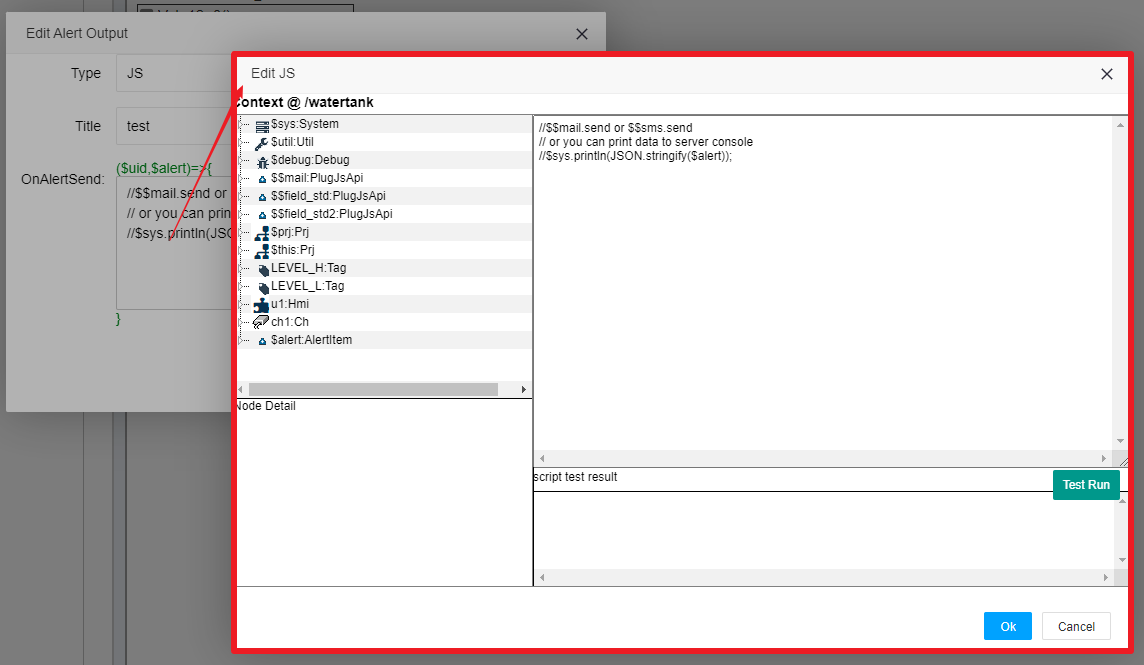 Edit Alert Output
Type
JS
Title
test
OnAlertSend:
($uid,$alert)=>{
//$$mail.send or
// or you can prin
//$sys.println(JSO
}
Edit JS
Context @ /watertank
$sys:System
$util:Util
$debug:Debug
$$mail:PlugJsApi
$$field_std:PlugJsApi
$$field_std2:PlugJsApi
$prj:Prj
$this:Prj
LEVEL_H:Tag
LEVEL_L:Tag
u1:Hmi
ch1:Ch
$alert:AlertItem
Node Detail
//$$mail.send or $$sms.send
// or you can print data to server console
//$sys.println(JSON.stringify($alert));
script test result
Test Run
Ok
Cancel